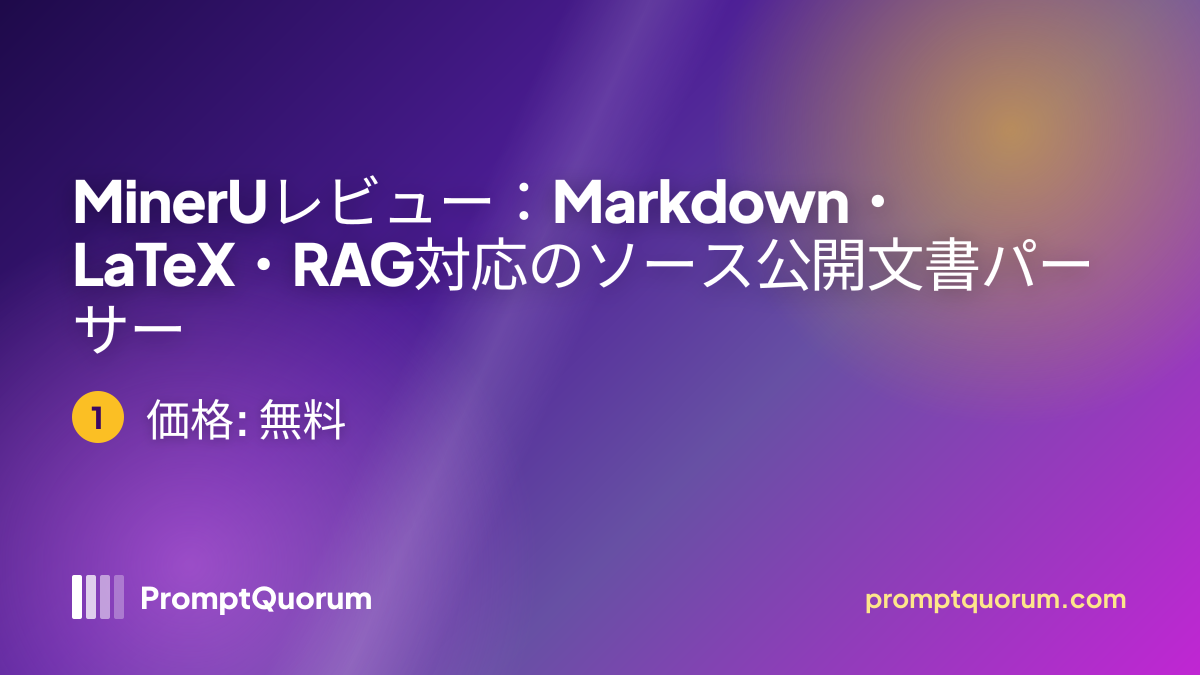 MinerUレビュー：Markdown・
LaTeX・RAG対応のソース公開文書パー
サー
1 価格: 無料
PromptQuorum
promptquorum.com